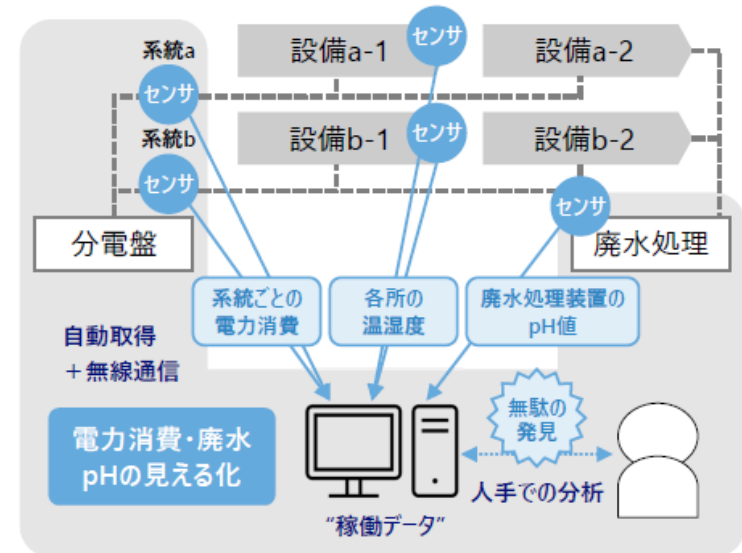 系統a
センサ
設備a-1
センサ
設備a-2
系統b
センサ
設備b-1
センサ
設備b-2
センサ
分電盤
廃水処理
系統ごとの
電力消費
各所の
温湿度
廃水処理装置の
pH値
自動取得
＋無線通信
電力消費・廃水
pHの見える化
無駄の
発見
人手での分析
“稼働データ”